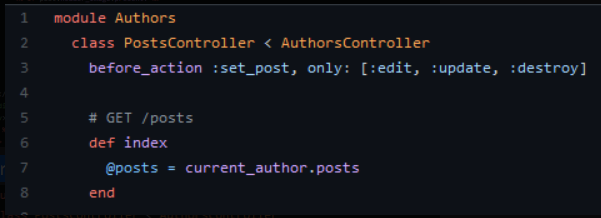 1 module Authors
2 class PostsController < AuthorsController
3 before_action :set_post, only: [:edit, :update, :destroy]
4
5 # GET /posts
6 def index
7 @posts = current_author.posts
8 end